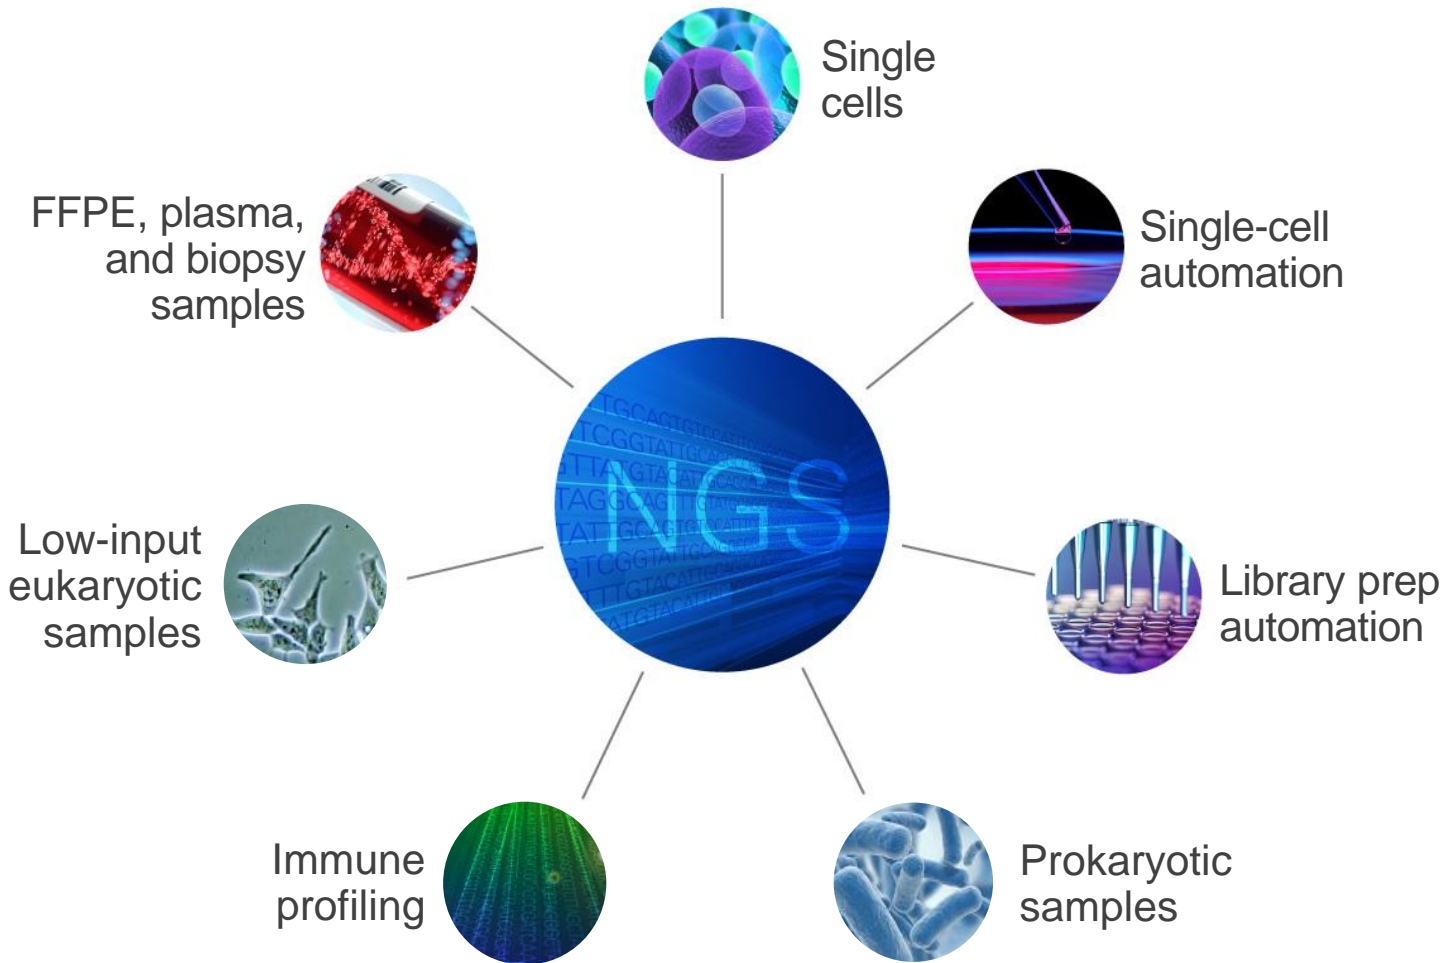 Single
cells
FFPE, plasma,
and biopsy
samples
Single-cell
automation
NGS
Low-input
eukaryotic
samples
Library prep
automation
Immune
profiling
Prokaryotic
samples